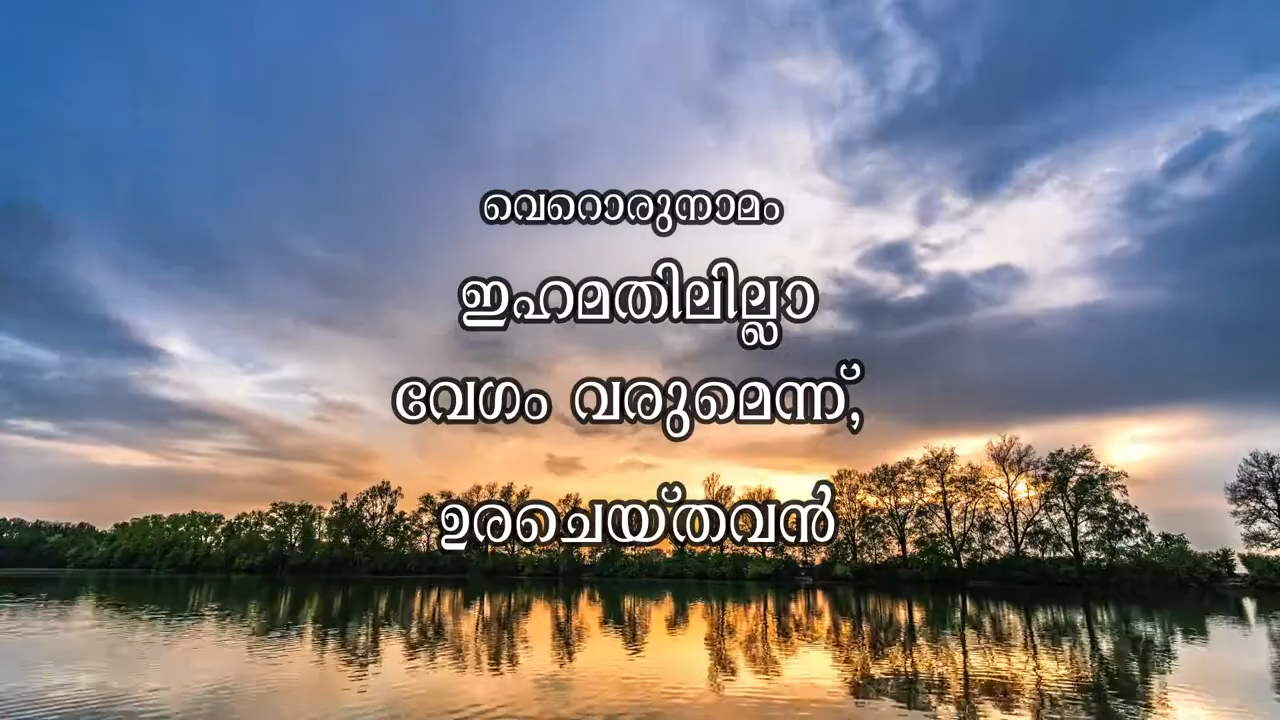 വെറൊരുനാമം
ഇഹമതിലില്ലാ
വേഗം വരുമെന്ന്,
ഉരചെയ്തവൻ